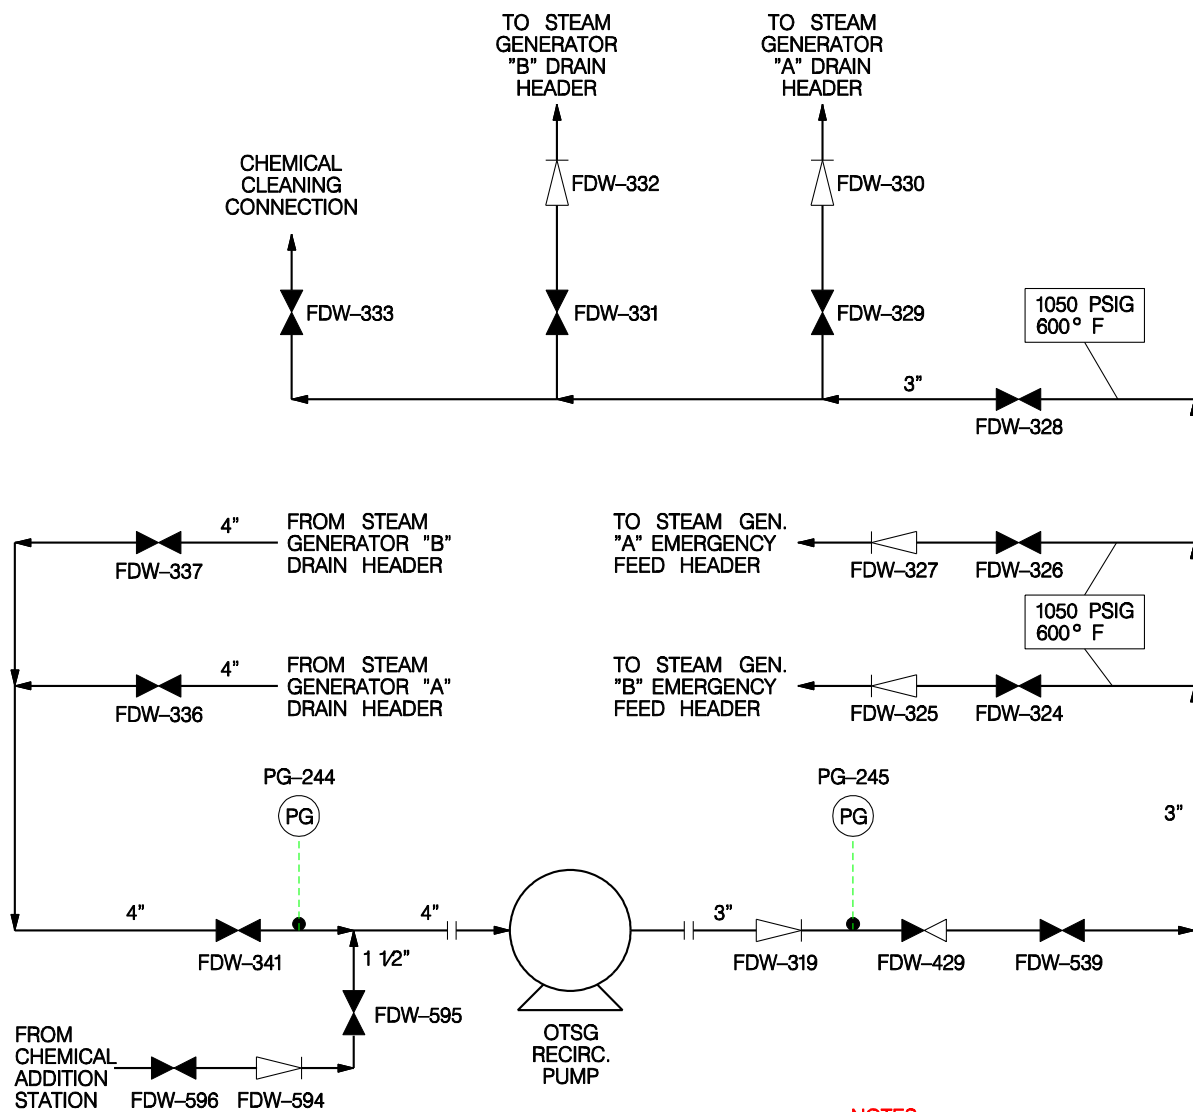 TO STEAM
GENERATOR
"B" DRAIN
HEADER
TO STEAM
GENERATOR
"A" DRAIN
HEADER
CHEMICAL
CLEANING
CONNECTION
FDW–332
FDW–330
FDW–333
FDW–331
FDW–329
1050 PSIG
600° F
3"
FDW–328
4"
FROM STEAM
GENERATOR "B"
DRAIN HEADER
FDW–337
TO STEAM GEN.
"A" EMERGENCY
FEED HEADER
FDW–327
FDW–326
1050 PSIG
600° F
4"
FROM STEAM
GENERATOR "A"
DRAIN HEADER
FDW–336
TO STEAM GEN.
"B" EMERGENCY
FEED HEADER
FDW–325
FDW–324
PG–244
PG
PG–245
PG
3"
4"
4"
3"
FDW–341
1 1/2"
FDW–319
FDW–429
FDW–539
FDW–595
OTSG
RECIRC.
PUMP
FROM
CHEMICAL
ADDITION
STATION
FDW–596
FDW–594